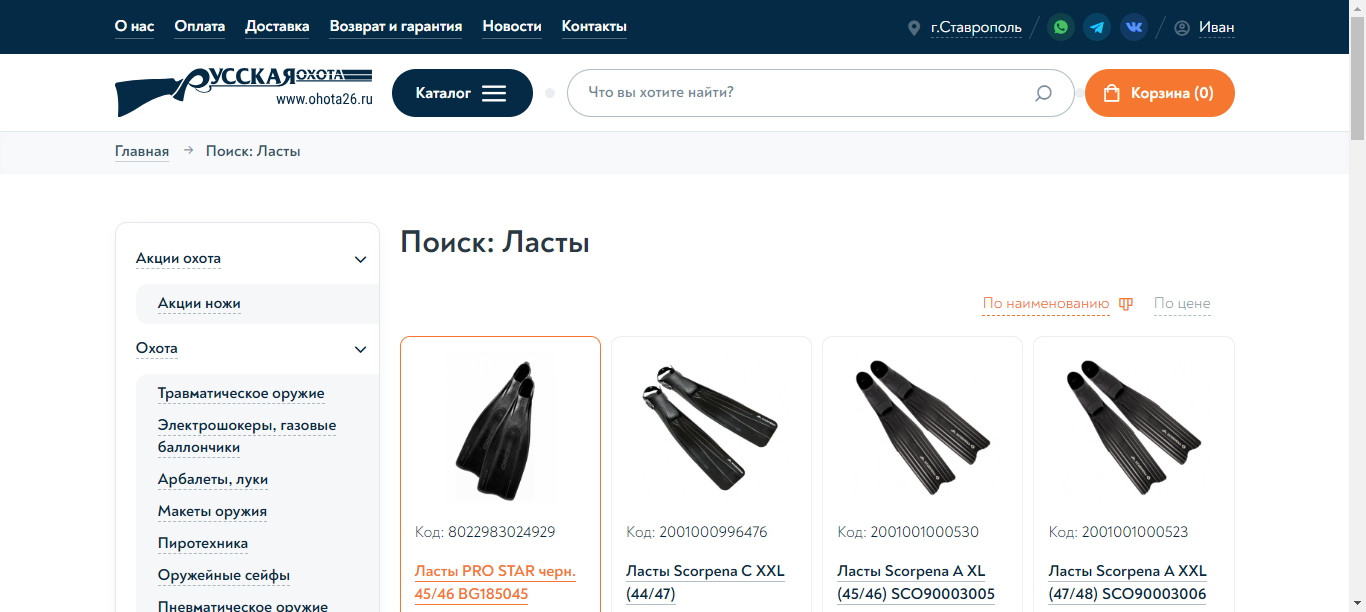 О нас Оплата Доставка Возврат и гарантия Новости Контакты г.Ставрополь Иван
РУССКАЯ ОХОТА
www.ohota26.ru
Каталог
Что вы хотите найти?
Корзина (0)
Главная → Поиск: Ласты
Акции охота
Акции ножи
Охота
Травматическое оружие
Электрошокеры, газовые
баллончики
Арбалеты, луки
Макеты оружия
Пиротехника
Оружейные сейфы
Пневматическое оружие
Поиск: Ласты
По наименованию По цене
Код: 8022983024929
Ласты PRO STAR черн.
45/46 BG185045
Код: 2001000996476
Ласты Scorpena C XXL
(44/47)
Код: 2001001000530
Ласты Scorpena A XL
(45/46) SCO90003005
Код: 2001001000523
Ласты Scorpena A XXL
(47/48) SCO90003006